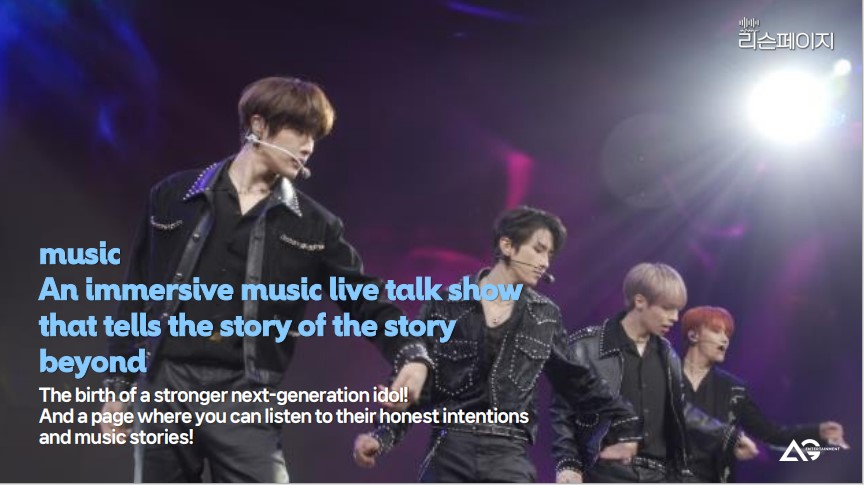 리슨페이지
music
An immersive music live talk show
that tells the story of the story
beyond
The birth of a stronger next-generation idol!
And a page where you can listen to their honest intentions
and music stories!
AG ENTERTAINMENT